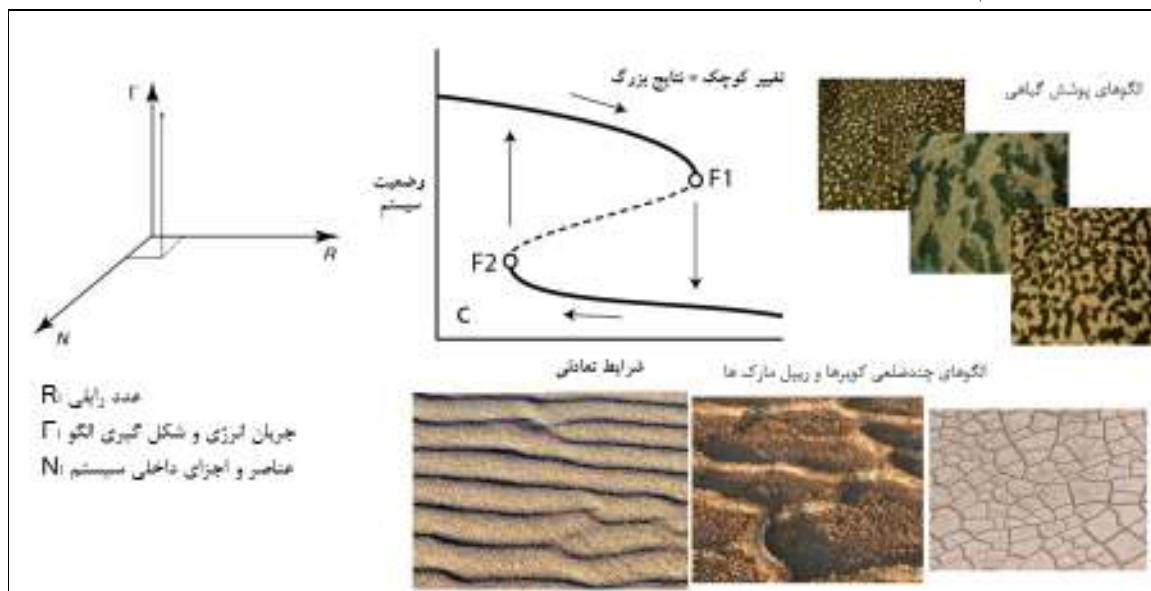 Γ
R
N
R: عدد رایلی
Γ: جریان انرژی و شکل گیری الگو
N: عناصر و اجزای داخلی سیستم
تغییر کوچک = نتایج بزرگ
وضعیت
سیستم
F1
F2
C
شرایط تعادلی
الگوهای پوشش گیاهی
الگوهای چندضلعی کویرها و ریپل مارک ها